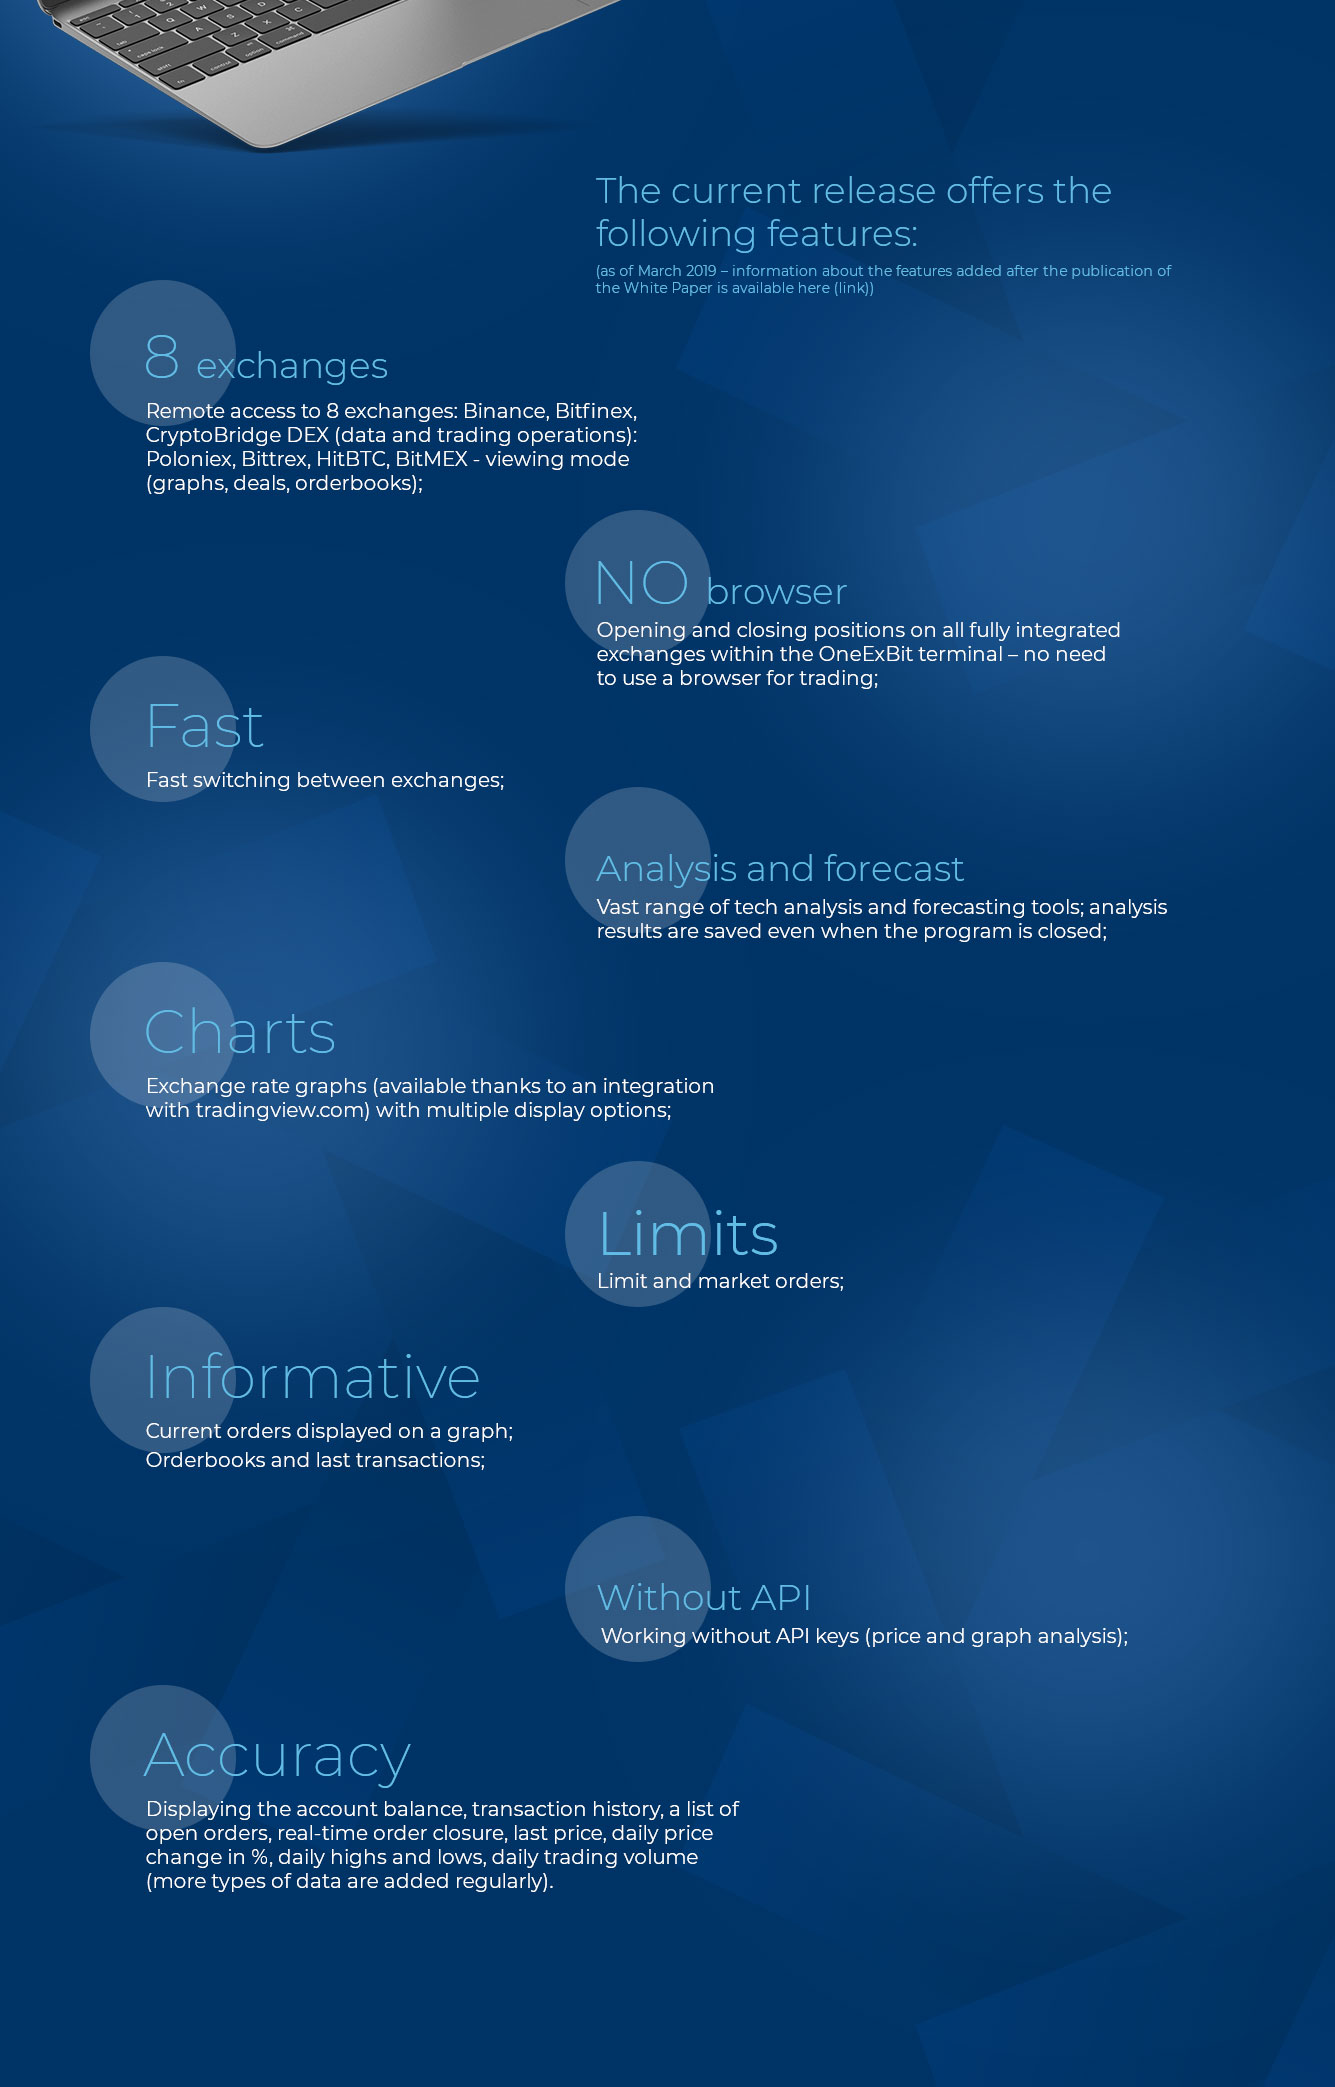 The current release offers the
following features:
(as of March 2019 – information about the features added after the publication of
the White Paper is available here (link))
8 exchanges
Remote access to 8 exchanges: Binance, Bitfinex,
CryptoBridge DEX (data and trading operations):
Poloniex, Bittrex, HitBTC, BitMEX - viewing mode
(graphs, deals, orderbooks);
NO browser
Opening and closing positions on all fully integrated
exchanges within the OneExBit terminal – no need
to use a browser for trading;
Fast
Fast switching between exchanges;
Analysis and forecast
Vast range of tech analysis and forecasting tools; analysis
results are saved even when the program is closed;
Charts
Exchange rate graphs (available thanks to an integration
with tradingview.com) with multiple display options;
Limits
Limit and market orders;
Informative
Current orders displayed on a graph;
Orderbooks and last transactions;
Without API
Working without API keys (price and graph analysis);
Accuracy
Displaying the account balance, transaction history, a list of
open orders, real-time order closure, last price, daily price
change in %, daily highs and lows, daily trading volume
(more types of data are added regularly).